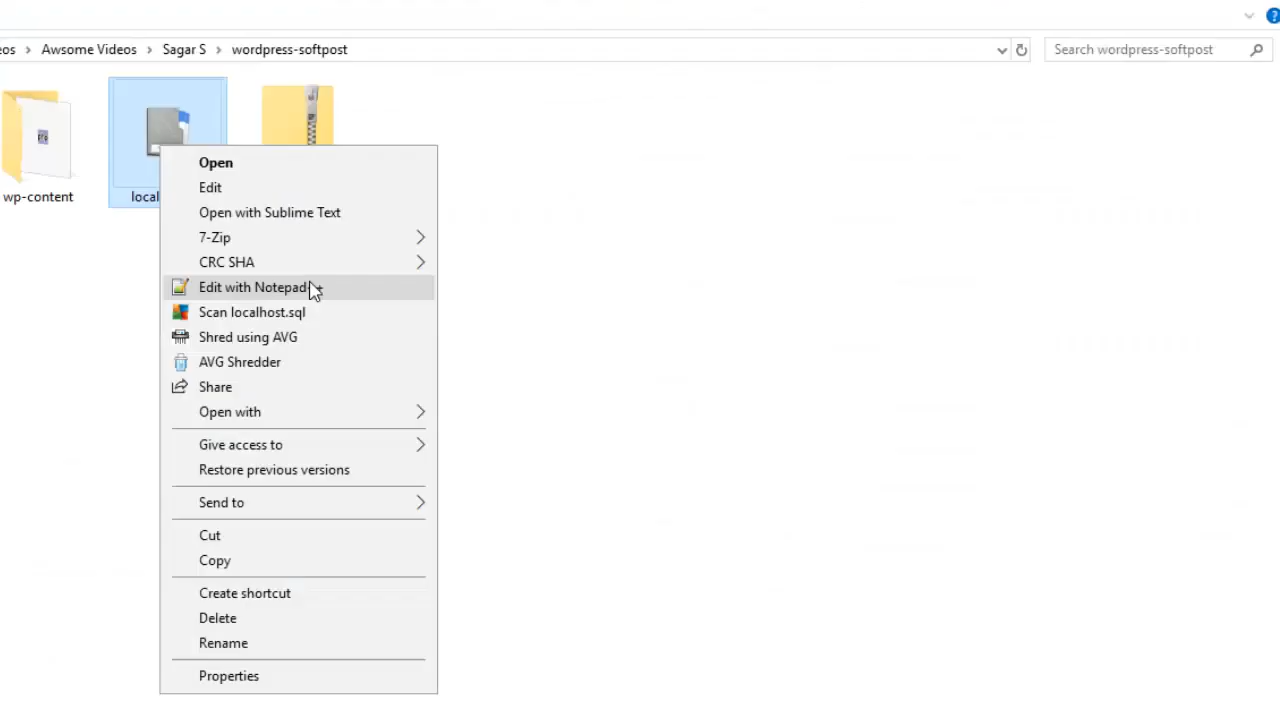 os > Awsome Videos > Sagar S > wordpress-softpost
Search wordpress-softpost
wp-content
local
Open
Edit
Open with Sublime Text
7-Zip
CRC SHA
Edit with Notepad++
Scan localhost.sql
Shred using AVG
AVG Shredder
Share
Open with
Give access to
Restore previous versions
Send to
Cut
Copy
Create shortcut
Delete
Rename
Properties